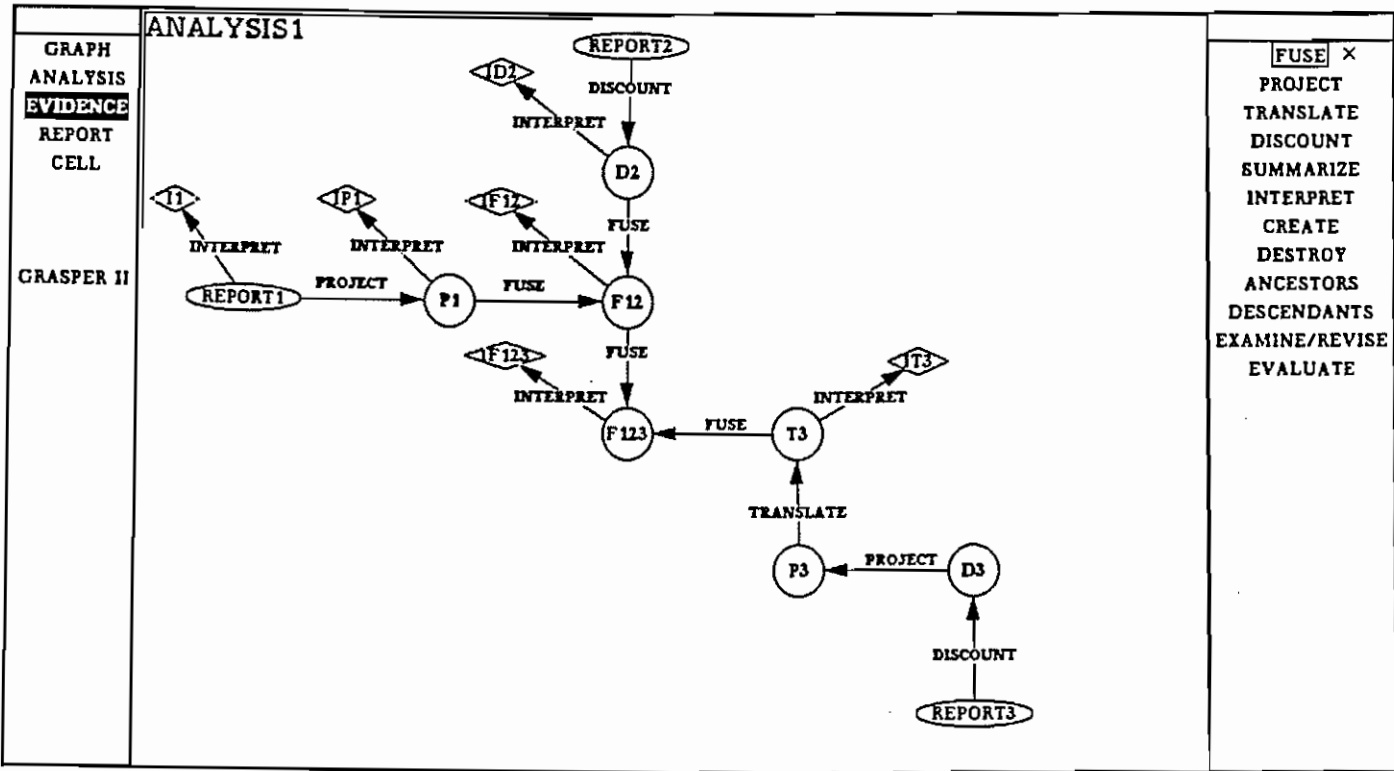 GRAPH
ANALYSIS
EVIDENCE
REPORT
CELL
GRASPER II
ANALYSIS1
REPORT2
ID2
DISCOUNT
INTERPRET
D2
I1
IP1
IF12
FUSE
INTERPRET
INTERPRET
INTERPRET
PROJECT
FUSE
REPORT1
P1
F12
FUSE
IF123
IT3
INTERPRET
INTERPRET
F123
FUSE
T3
TRANSLATE
P3
PROJECT
D3
DISCOUNT
REPORT3
FUSE ×
PROJECT
TRANSLATE
DISCOUNT
SUMMARIZE
INTERPRET
CREATE
DESTROY
ANCESTORS
DESCENDANTS
EXAMINE/REVISE
EVALUATE